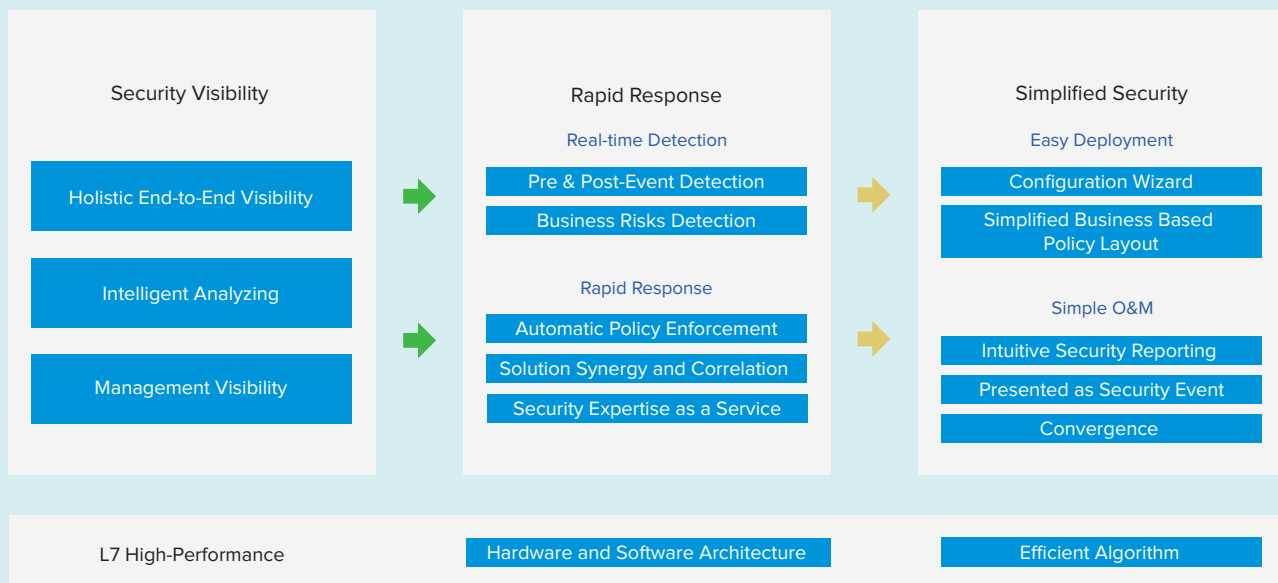 Security Visibility
Holistic End-to-End Visibility
Intelligent Analyzing
Management Visibility
Rapid Response
Real-time Detection
Pre & Post-Event Detection
Business Risks Detection
Rapid Response
Automatic Policy Enforcement
Solution Synergy and Correlation
Security Expertise as a Service
Simplified Security
Easy Deployment
Configuration Wizard
Simplified Business Based
Policy Layout
Simple O&M
Intuitive Security Reporting
Presented as Security Event
Convergence
L7 High-Performance
Hardware and Software Architecture
Efficient Algorithm